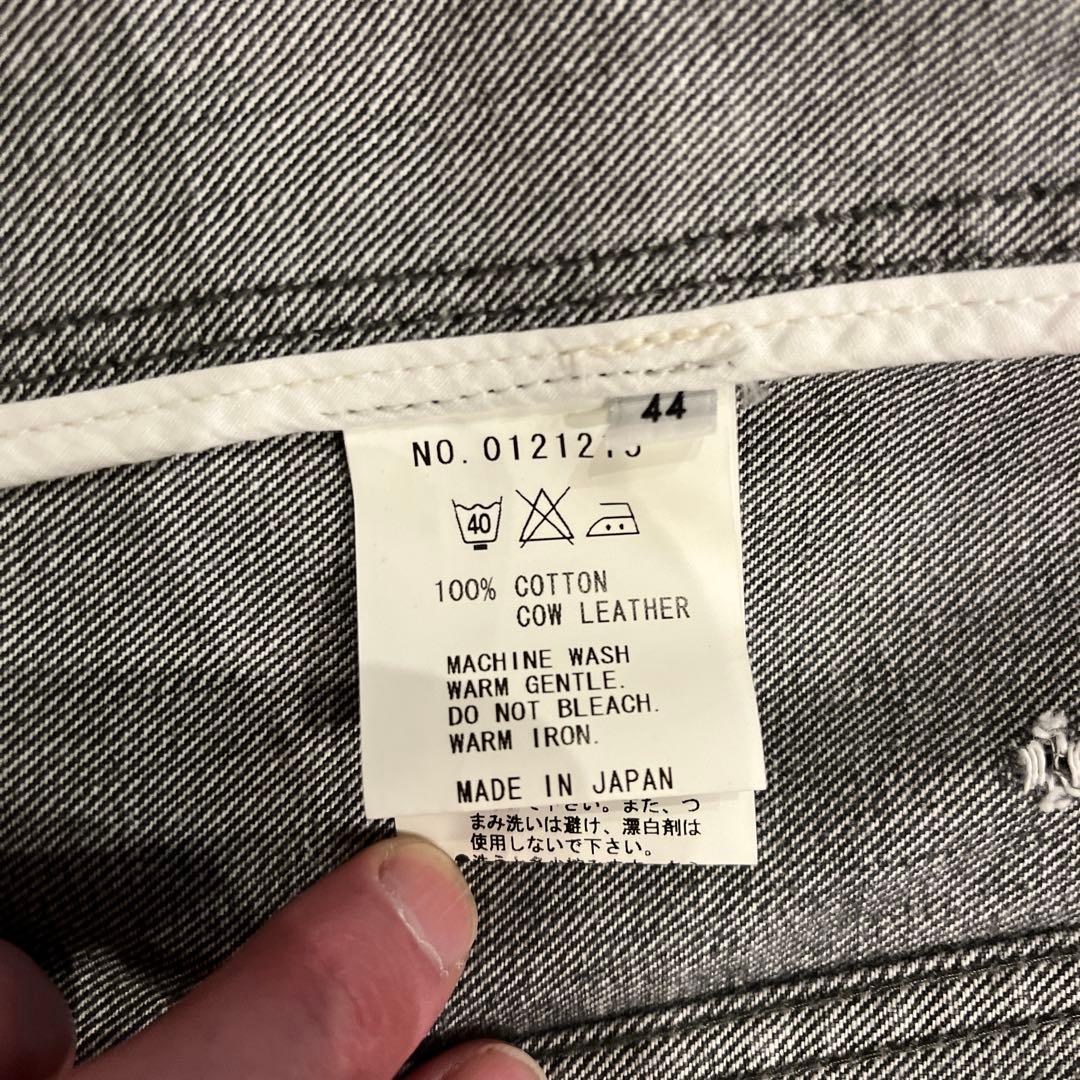 44
40
100% COTTON
COW LEATHER
MACHINE WASH
WARM GENTLE.
DO NOT BLEACH.
WARM IRON.
MADE IN JAPAN
下さい。また、つ
まみ洗いは避け、漂白剤は
使用しないで下さい。